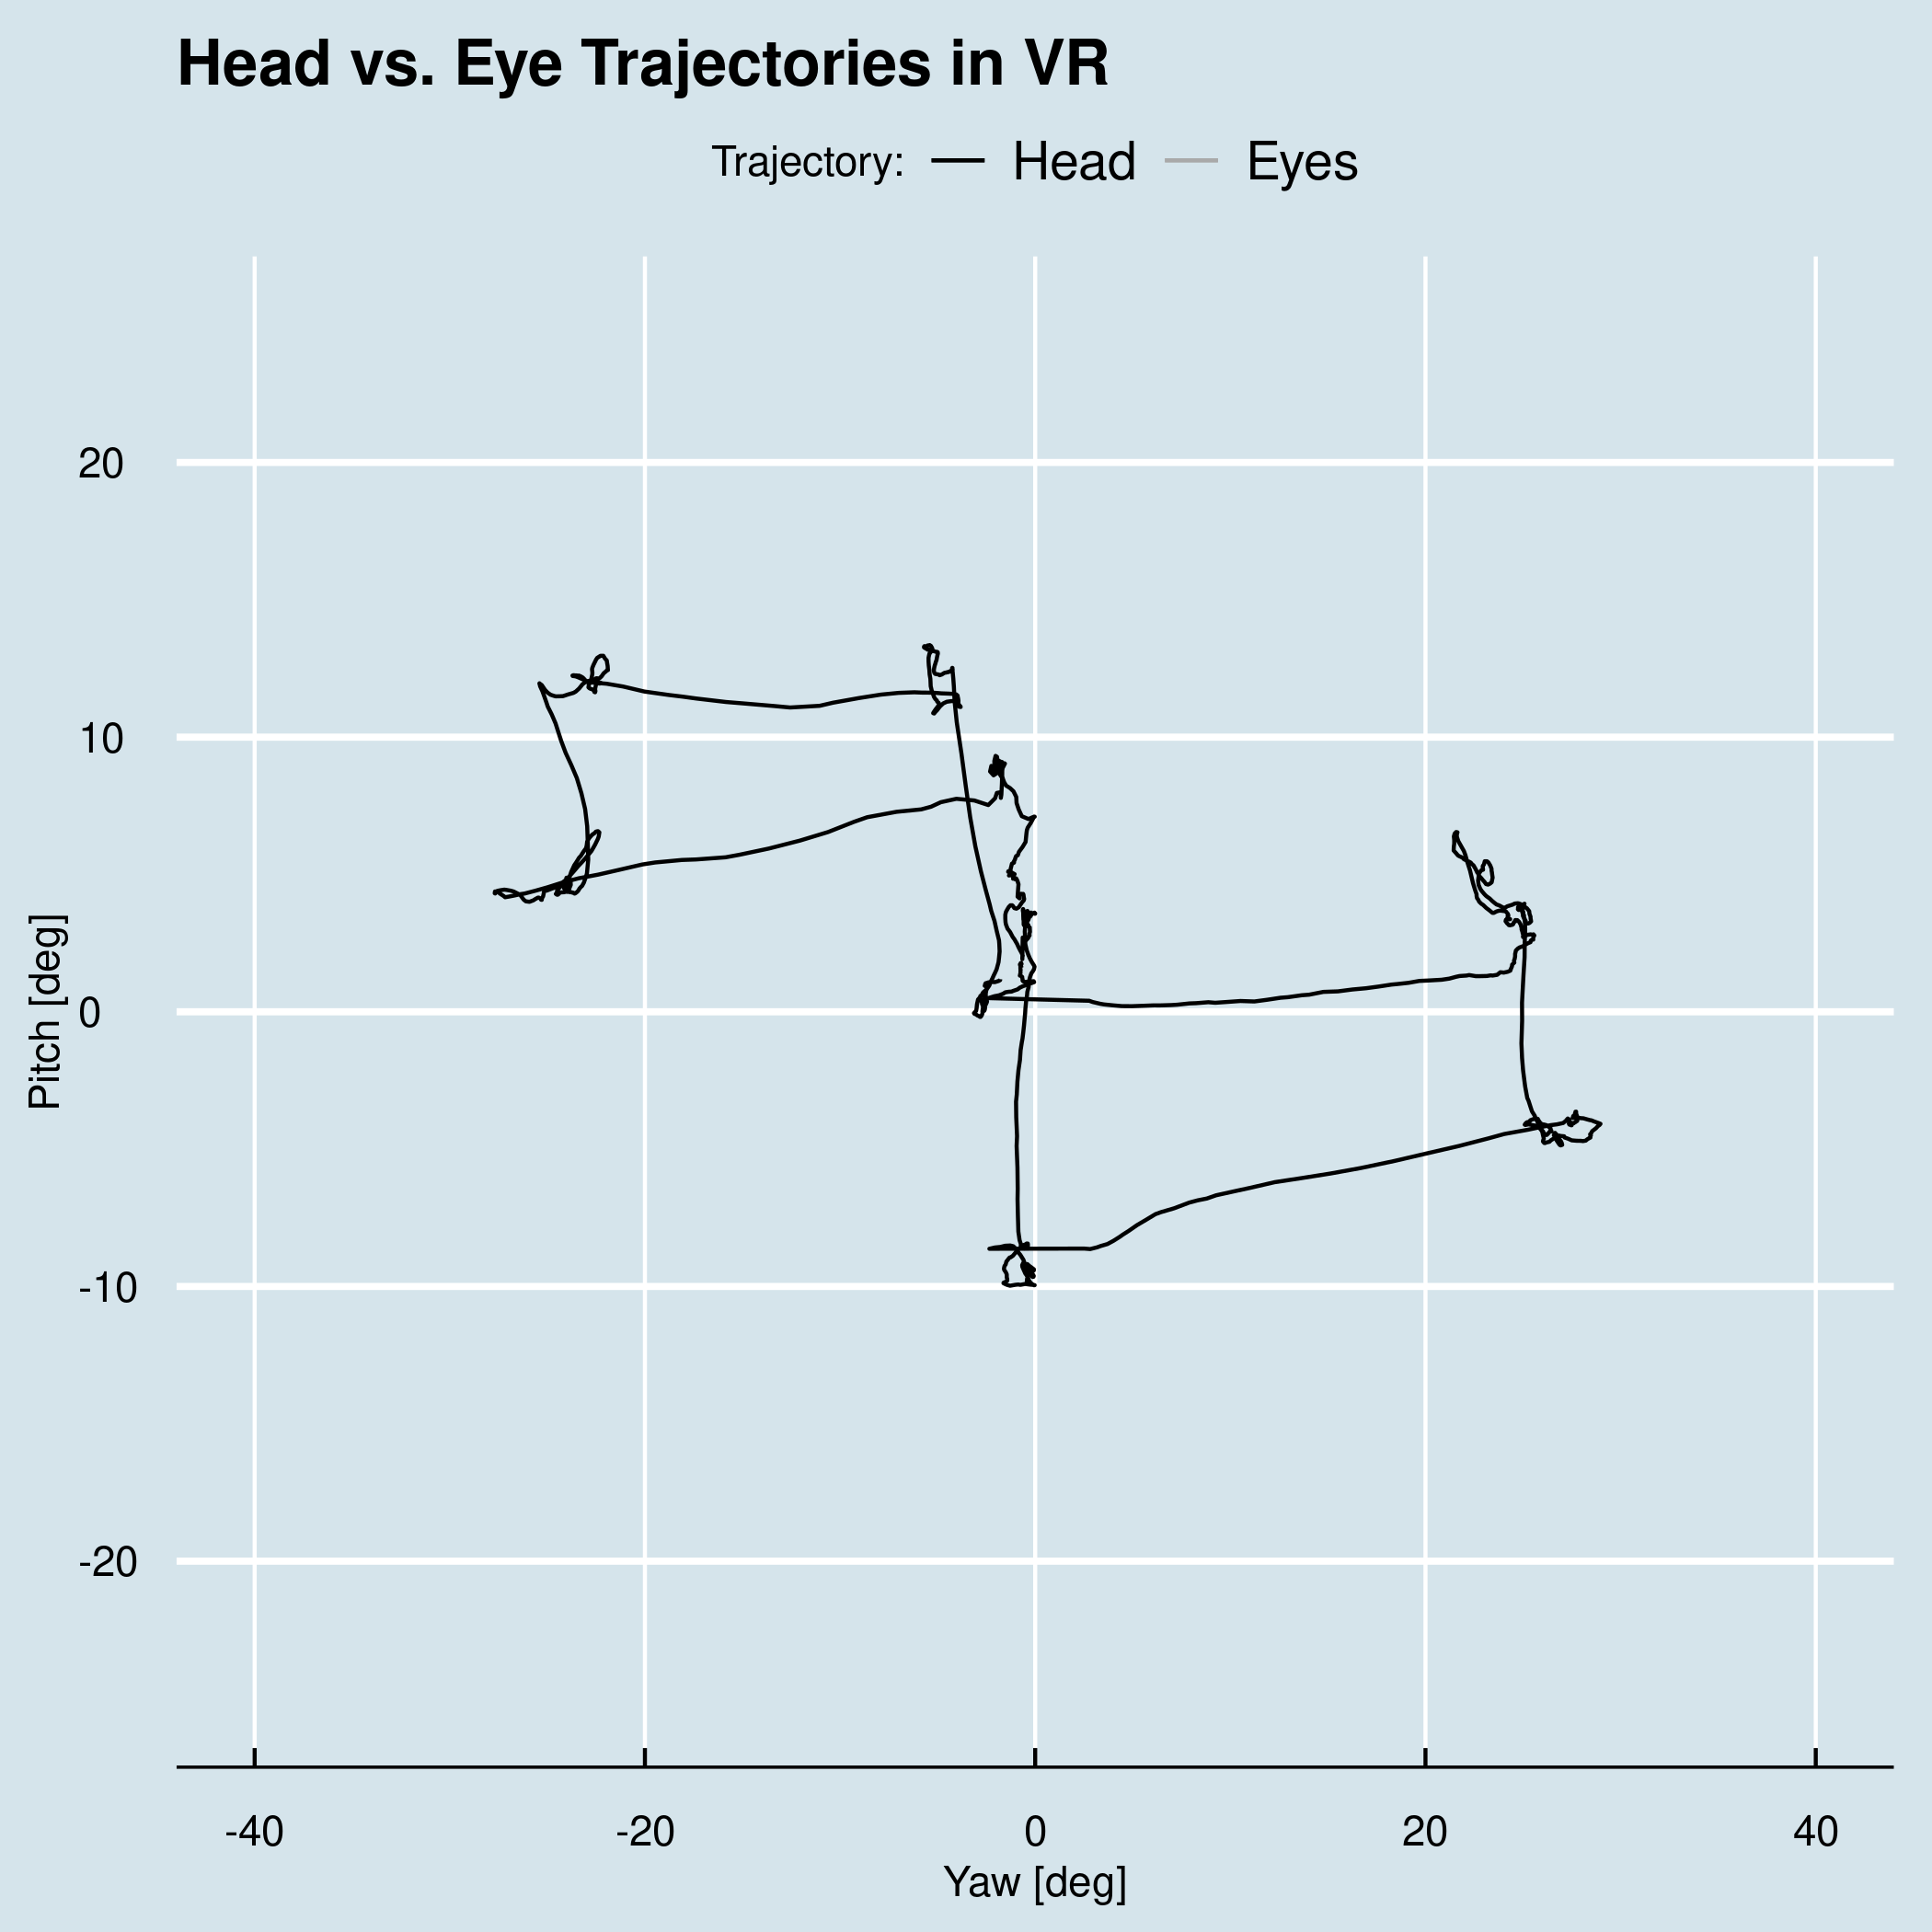 Head vs. Eye Trajectories in VR
Trajectory: Head Eyes
20
10
0
-10
-20
Pitch [deg]
-40 -20 0 20 40
Yaw [deg]